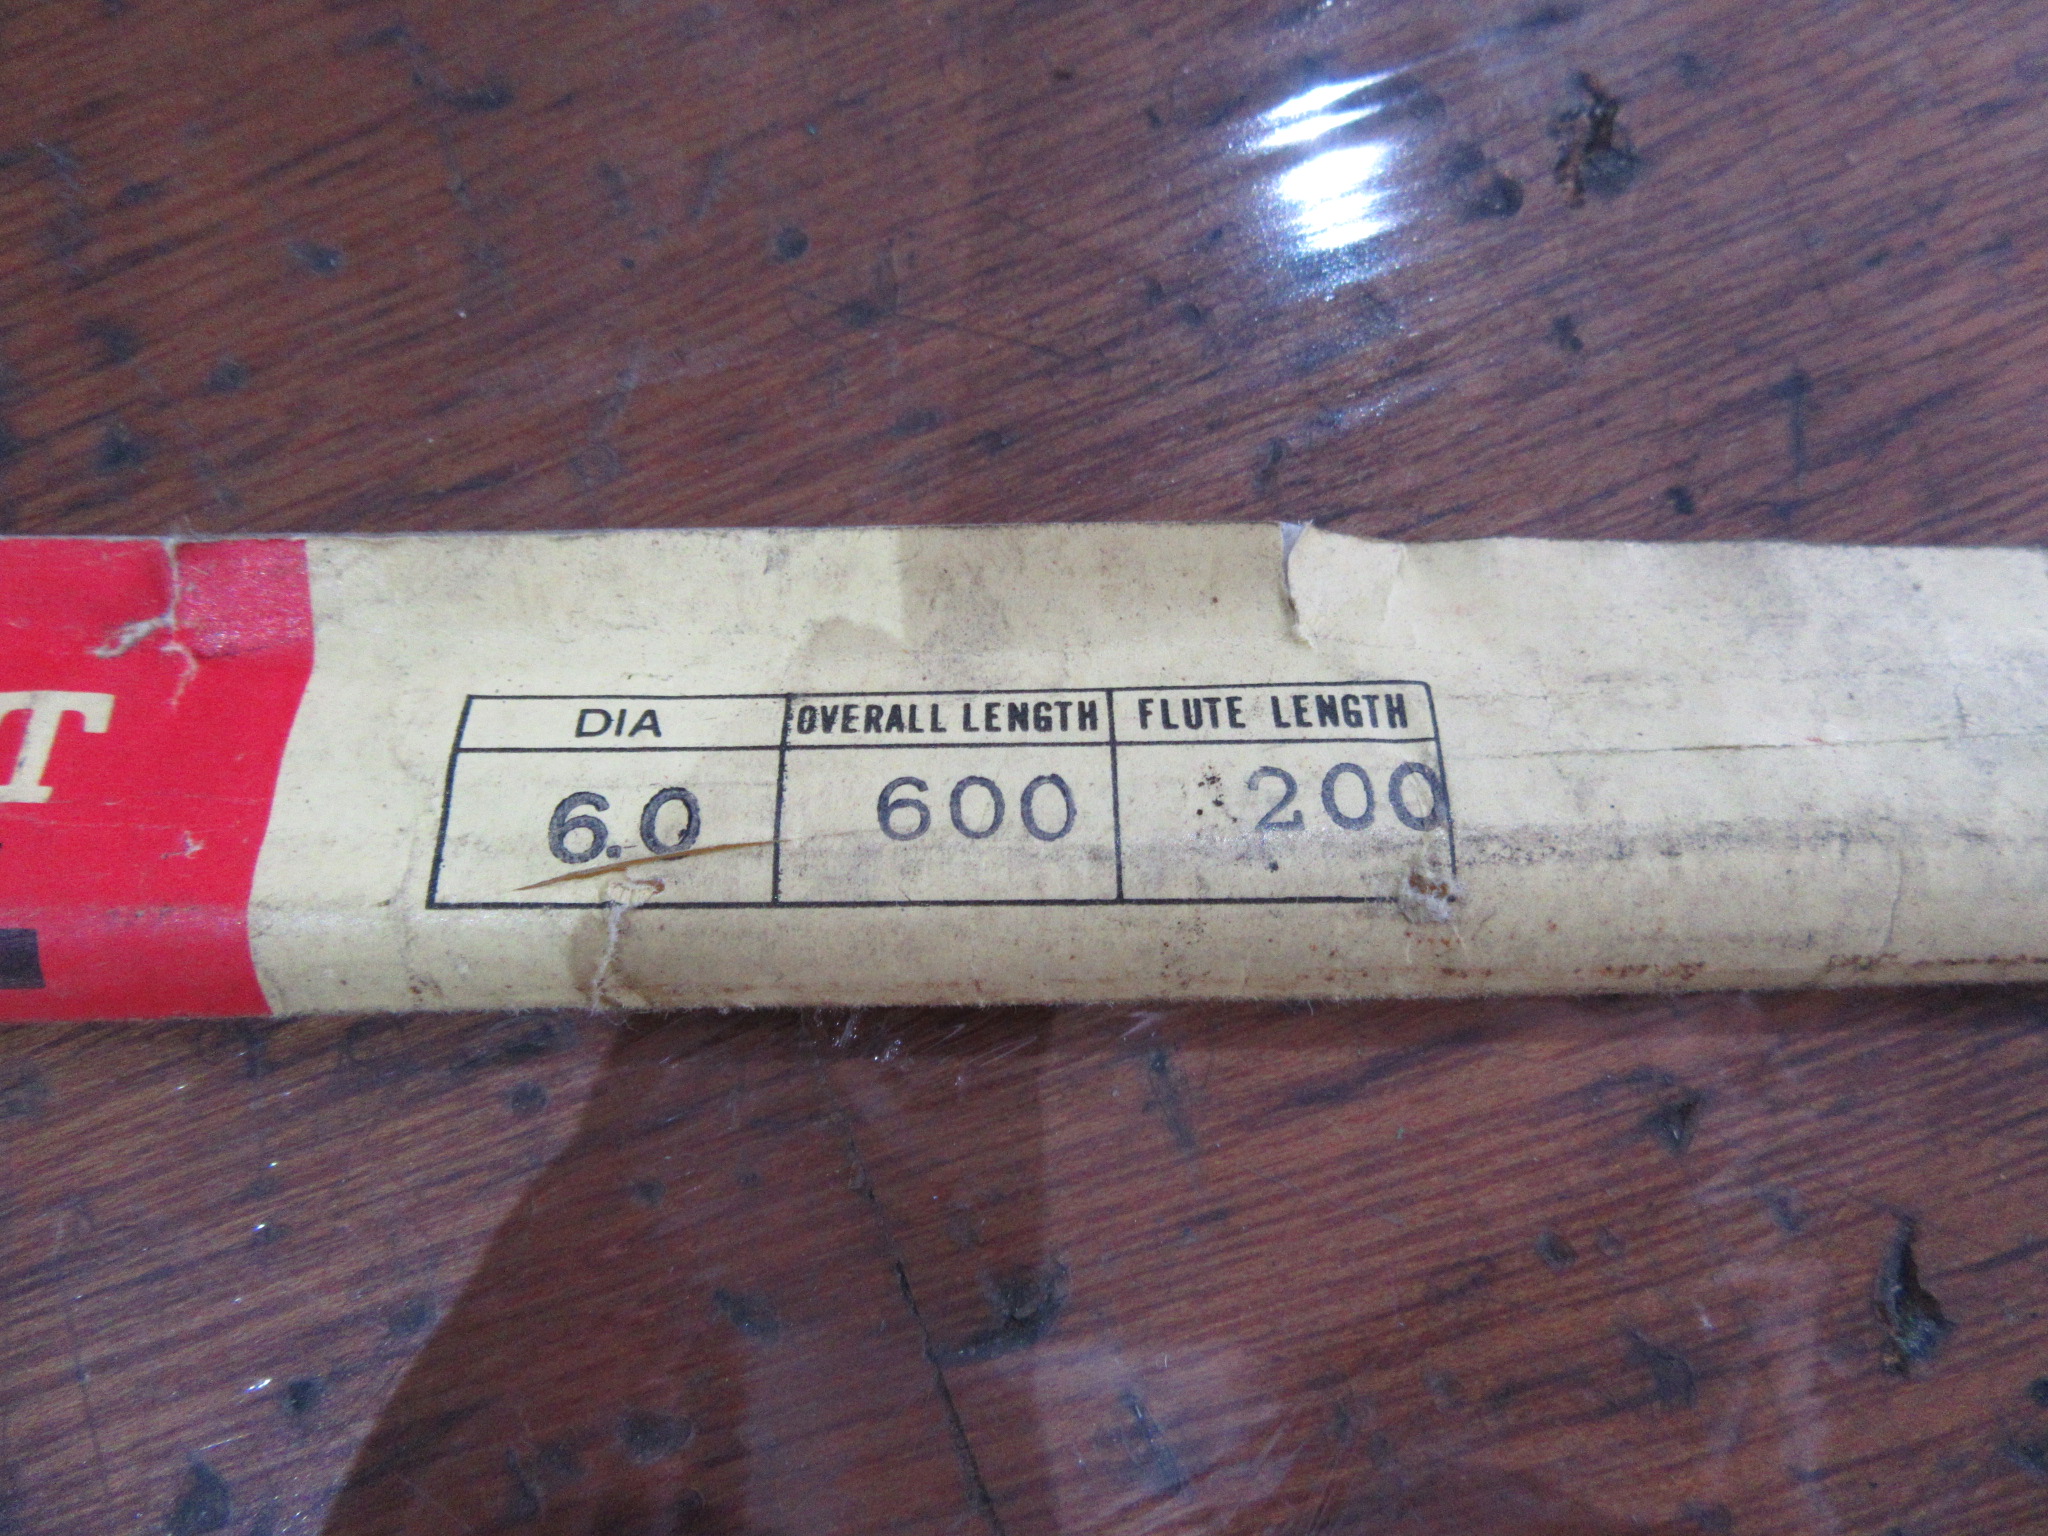 T
DIA OVERALL LENGTH FLUTE LENGTH
6.0 600 200